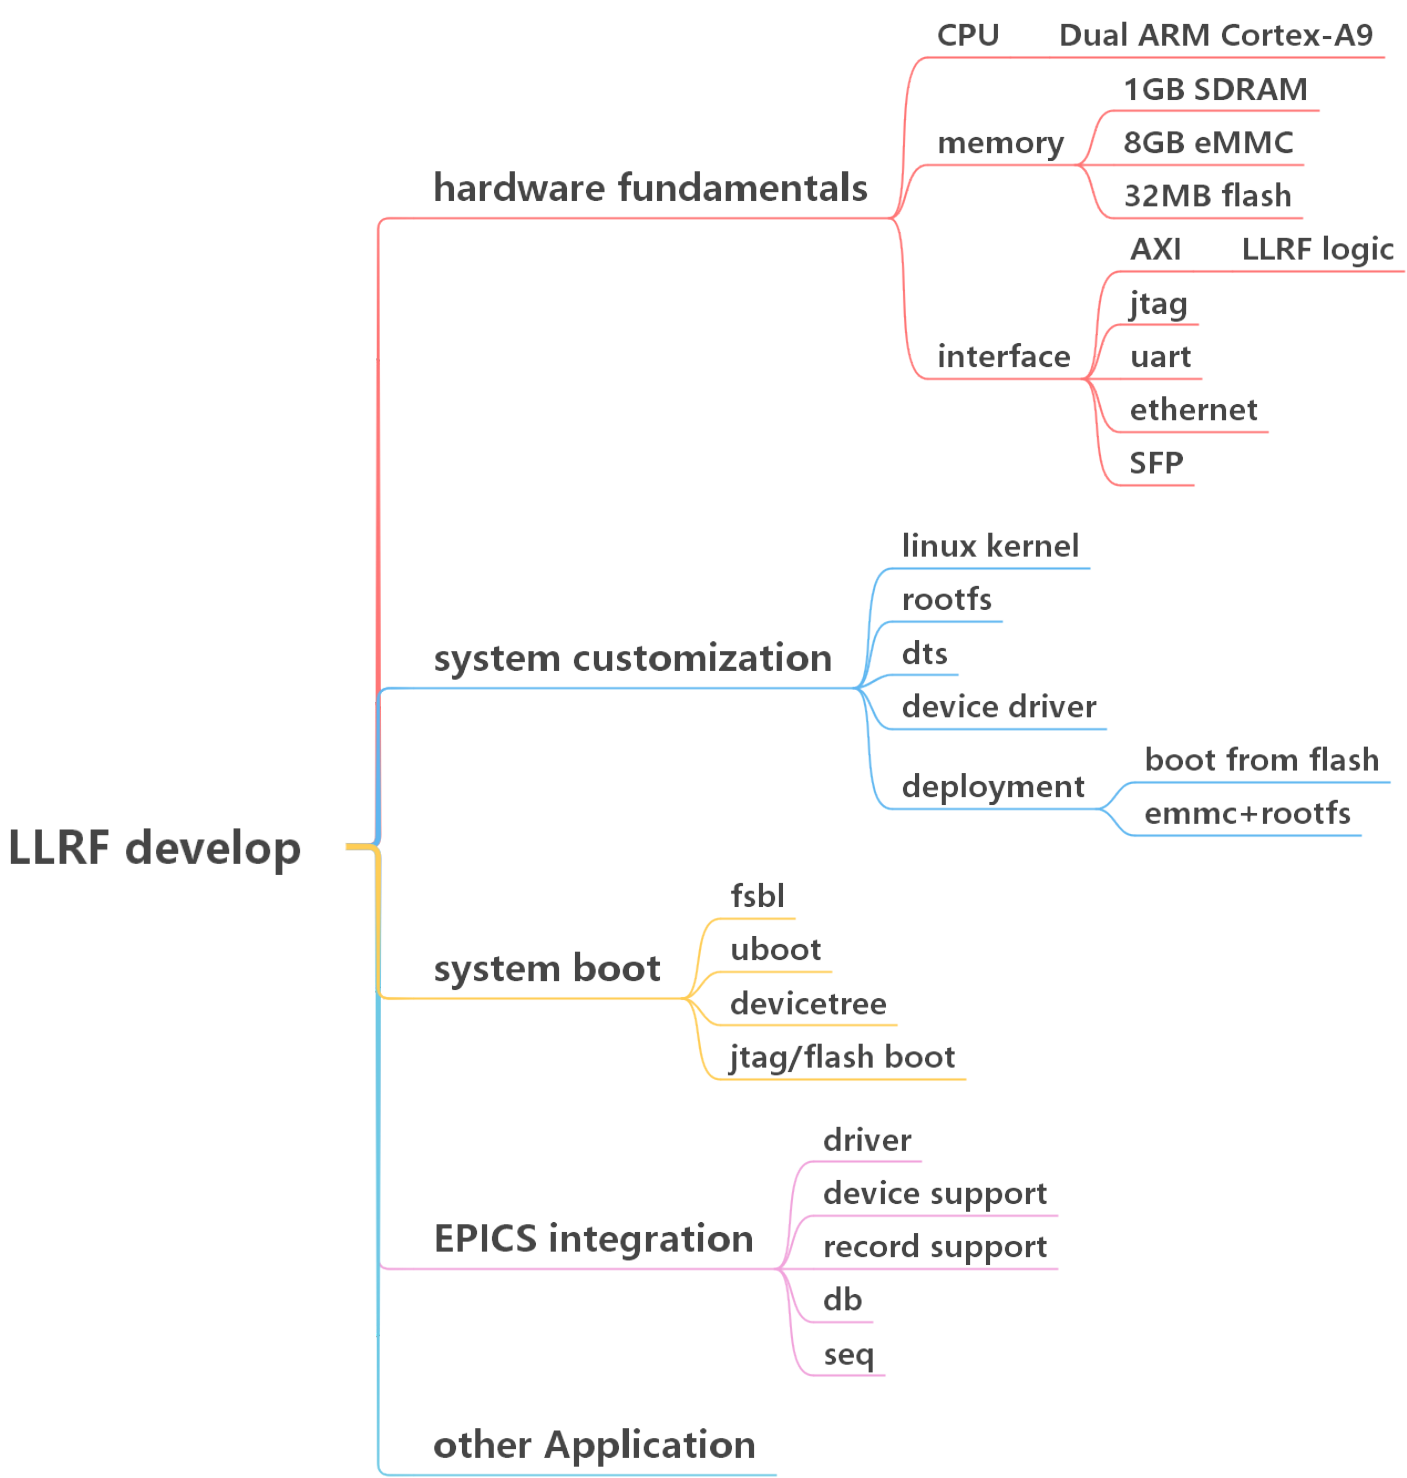 CPU
Dual ARM Cortex-A9
1GB SDRAM
memory
8GB eMMC
32MB flash
hardware fundamentals
AXI
LLRF logic
jtag
interface
uart
ethernet
SFP
linux kernel
rootfs
system customization
dts
device driver
deployment
boot from flash
emmc+rootfs
LLRF develop
fsbl
uboot
system boot
devicetree
jtag/flash boot
driver
device support
EPICS integration
record support
db
seq
other Application